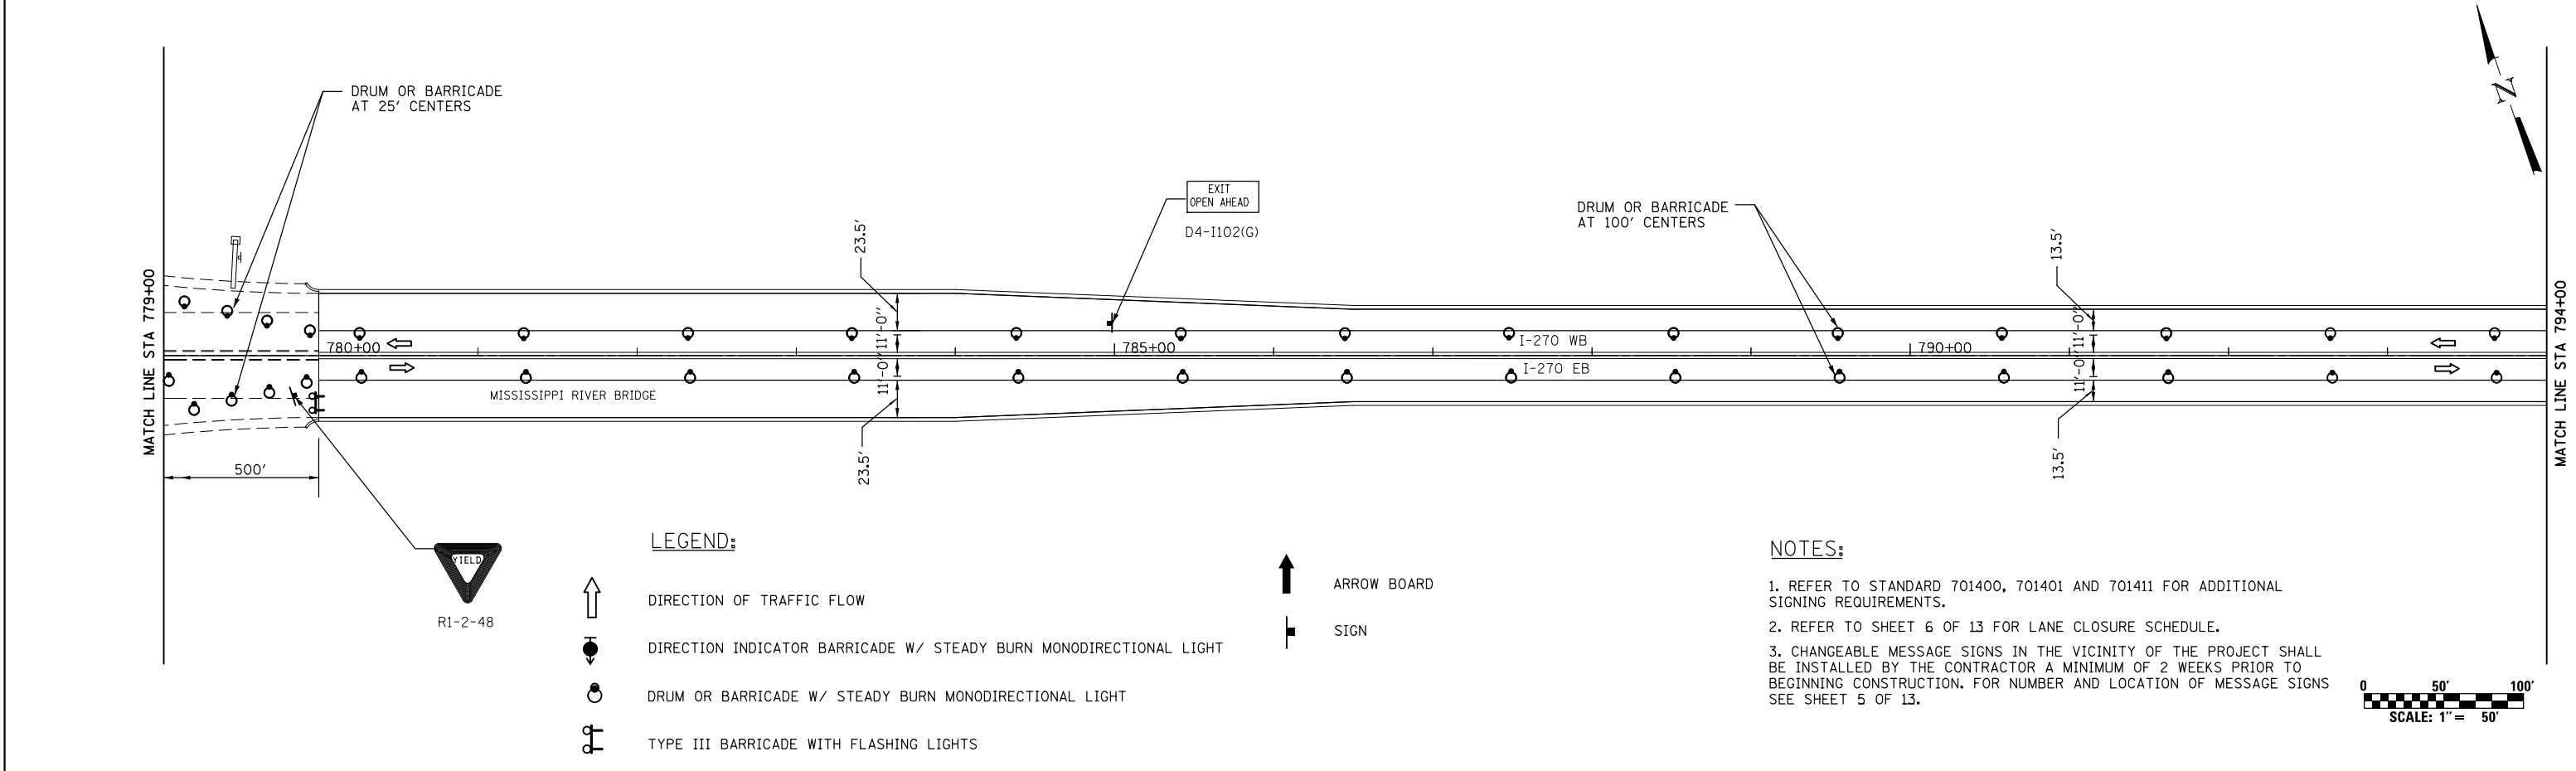 DRUM OR BARRICADE
AT 25' CENTERS
N
EXIT
OPEN AHEAD
D4-I102(G)
DRUM OR BARRICADE
AT 100' CENTERS
23.5'
13.5'
MATCH LINE STA 779+00
MATCH LINE STA 794+00
780+00
785+00
790+00
11'-0"
11'-0"
11'-0"
11'-0"
I-270 WB
I-270 EB
MISSISSIPPI RIVER BRIDGE
500'
23.5'
13.5'
YIELD
R1-2-48
LEGEND:
DIRECTION OF TRAFFIC FLOW
DIRECTION INDICATOR BARRICADE W/ STEADY BURN MONODIRECTIONAL LIGHT
DRUM OR BARRICADE W/ STEADY BURN MONODIRECTIONAL LIGHT
TYPE III BARRICADE WITH FLASHING LIGHTS
ARROW BOARD
SIGN
NOTES:
1. REFER TO STANDARD 701400, 701401 AND 701411 FOR ADDITIONAL
SIGNING REQUIREMENTS.
2. REFER TO SHEET 6 OF 13 FOR LANE CLOSURE SCHEDULE.
3. CHANGEABLE MESSAGE SIGNS IN THE VICINITY OF THE PROJECT SHALL
BE INSTALLED BY THE CONTRACTOR A MINIMUM OF 2 WEEKS PRIOR TO
BEGINNING CONSTRUCTION. FOR NUMBER AND LOCATION OF MESSAGE SIGNS
SEE SHEET 5 OF 13.
0 50' 100'
SCALE: 1" = 50'